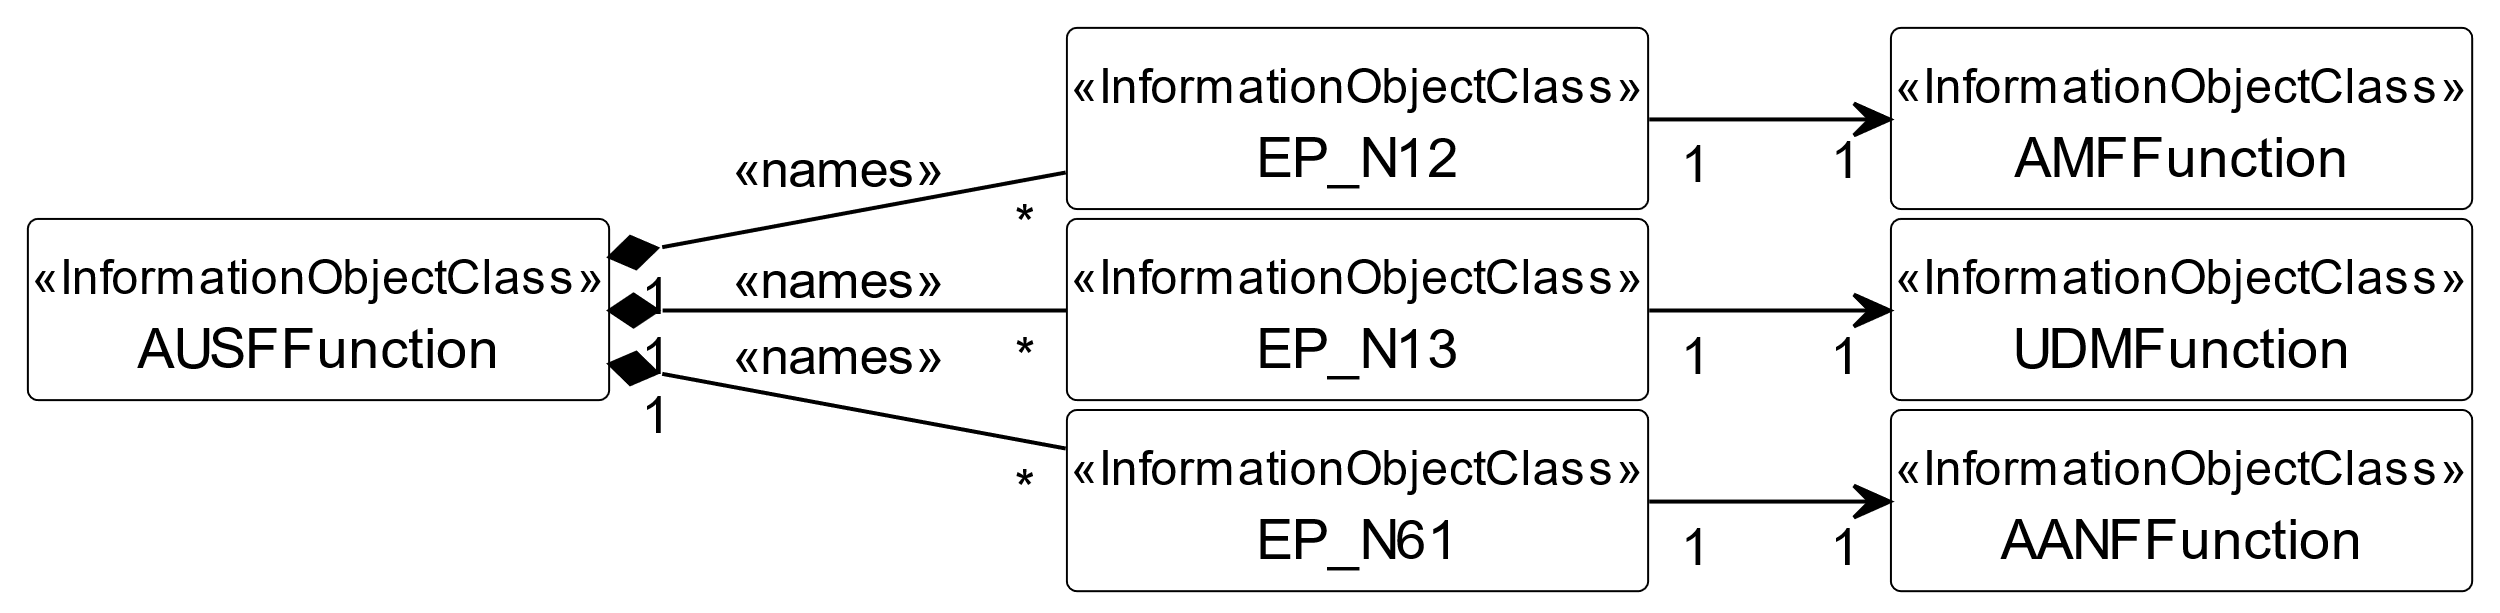 «InformationObjectClass»
AUSFFunction
«names»
1
*
«names»
1
*
«names»
1
*
«InformationObjectClass»
EP_N12
1
1
«InformationObjectClass»
AMFFunction
«InformationObjectClass»
EP_N13
1
1
«InformationObjectClass»
UDMFunction
«InformationObjectClass»
EP_N61
1
1
«InformationObjectClass»
AANFFunction